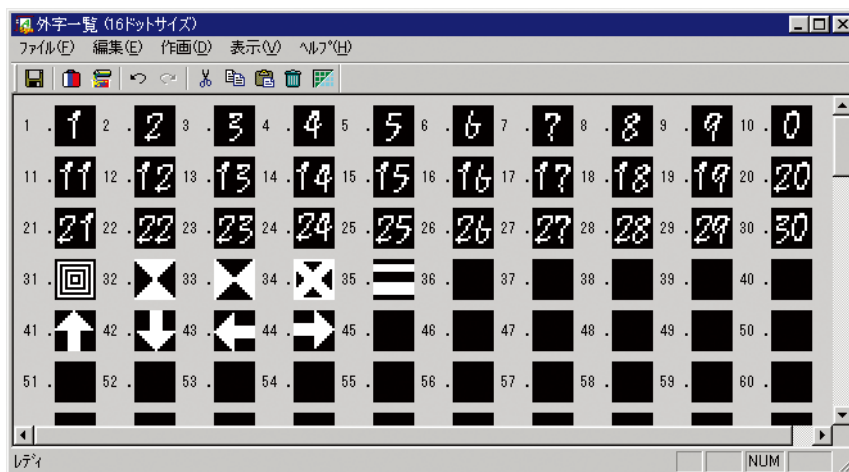 外字一覧 (16ドットサイズ)
ファイル(F) 編集(E) 作画(D) 表示(V) ヘルプ(H)
1 . 1 2 . 2 3 . 3 4 . 4 5 . 5 6 . 6 7 . 7 8 . 8 9 . 9 10 . 0
11 . 11 12 . 12 13 . 13 14 . 14 15 . 15 16 . 16 17 . 17 18 . 18 19 . 19 20 . 20
21 . 21 22 . 22 23 . 23 24 . 24 25 . 25 26 . 26 27 . 27 28 . 28 29 . 29 30 . 30
31 . 32 . 33 . 34 . 35 . 36 . 37 . 38 . 39 . 40 .
41 . 42 . 43 . 44 . 45 . 46 . 47 . 48 . 49 . 50 .
51 . 52 . 53 . 54 . 55 . 56 . 57 . 58 . 59 . 60 .
レディ NUM